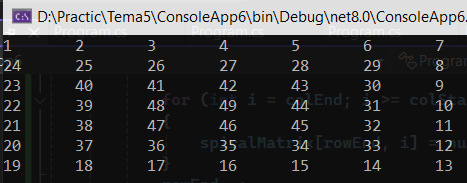 D:\Practic\Tema5\ConsoleApp6\bin\Debug\net8.0\ConsoleApp6.
1 2 3 4 5 6 7
24 25 26 27 28 29 8
23 40 41 42 43 30 9
22 39 48 49 44 31 10
21 38 47 46 45 32 11
20 37 36 35 34 33 12
19 18 17 16 15 14 13